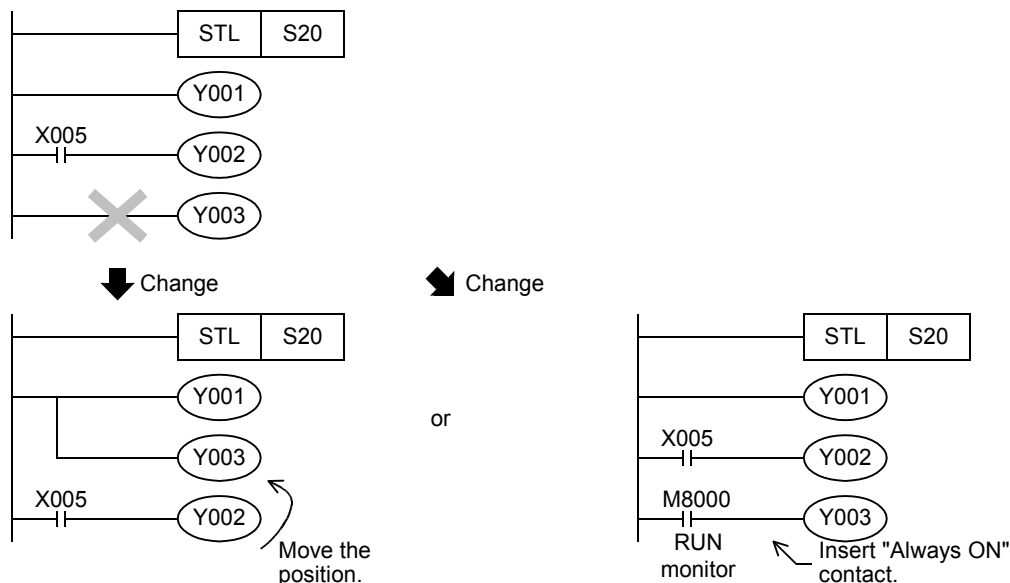 STL S20
Y001
X005
Y002
Y003
Change
Change
STL S20
Y001
Y003
X005
Y002
Move the
position.
or
STL S20
Y001
X005
Y002
M8000
Y003
RUN
monitor
Insert "Always ON"
contact.